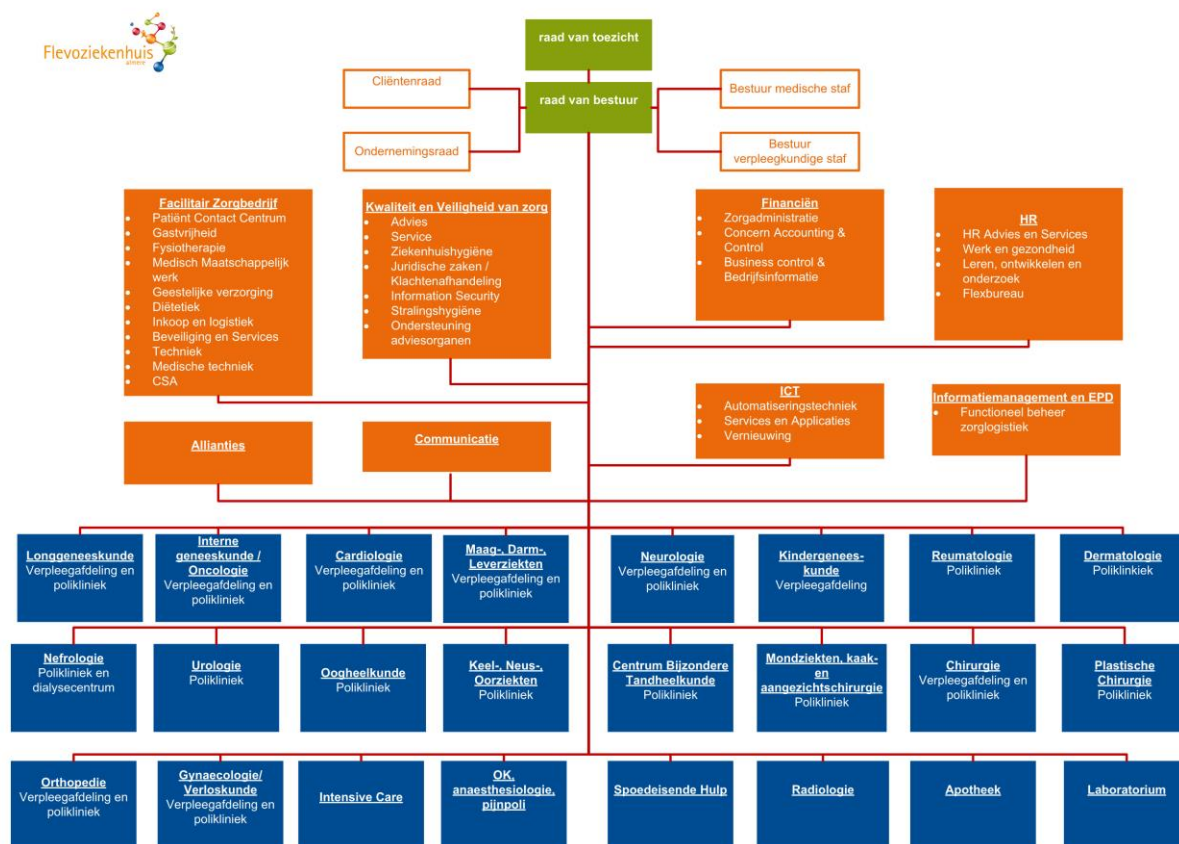 Flevoziekenhuis
almere
raad van toezicht
Cliëntenraad
raad van bestuur
Bestuur medische staf
Ondernemingsraad
Bestuur
verpleegkundige staf
Facilitair Zorgbedrijf
• Patiënt Contact Centrum
• Gastvrijheid
• Fysiotherapie
• Medisch Maatschappelijk
werk
• Geestelijke verzorging
• Diëtetiek
• Inkoop en logistiek
• Beveiliging en Services
• Techniek
• Medische techniek
• CSA
Kwaliteit en Veiligheid van zorg
• Advies
• Service
• Ziekenhuishygiëne
• Juridische zaken /
Klachtenafhandeling
• Information Security
• Stralingshygiëne
• Ondersteuning
adviesorganen
Financiën
• Zorgadministratie
• Concern Accounting &
Control
• Business control &
Bedrijfsinformatie
HR
• HR Advies en Services
• Werk en gezondheid
• Leren, ontwikkelen en
onderzoek
• Flexbureau
Allianties
Communicatie
ICT
• Automatiseringstechniek
• Services en Applicaties
• Vernieuwing
Informatiemanagement en EPD
• Functioneel beheer
zorglogistiek
Longgeneeskunde
Verpleegafdeling en
polikliniek
Interne
geneeskunde /
Oncologie
Verpleegafdeling en
polikliniek
Cardiologie
Verpleegafdeling en
polikliniek
Maag-, Darm-,
Leverziekten
Verpleegafdeling en
polikliniek
Neurologie
Verpleegafdeling en
polikliniek
Kindergenees-
kunde
Verpleegafdeling
Reumatologie
Polikliniek
Dermatologie
Poliklinkiek
Nefrologie
Polikliniek en
dialysecentrum
Urologie
Polikliniek
Oogheelkunde
Polikliniek
Keel-, Neus-,
Oorziekten
Polikliniek
Centrum Bijzondere
Tandheelkunde
Polikliniek
Mondziekten, kaak-
en
aangezichtschirurgie
Polikliniek
Chirurgie
Verpleegafdeling en
polikliniek
Plastische
Chirurgie
Polikliniek
Orthopedie
Verpleegafdeling en
polikliniek
Gynaecologie/
Verloskunde
Verpleegafdeling en
polikliniek
Intensive Care
OK,
anaesthesiologie,
pijnpoli
Spoedeisende Hulp
Radiologie
Apotheek
Laboratorium